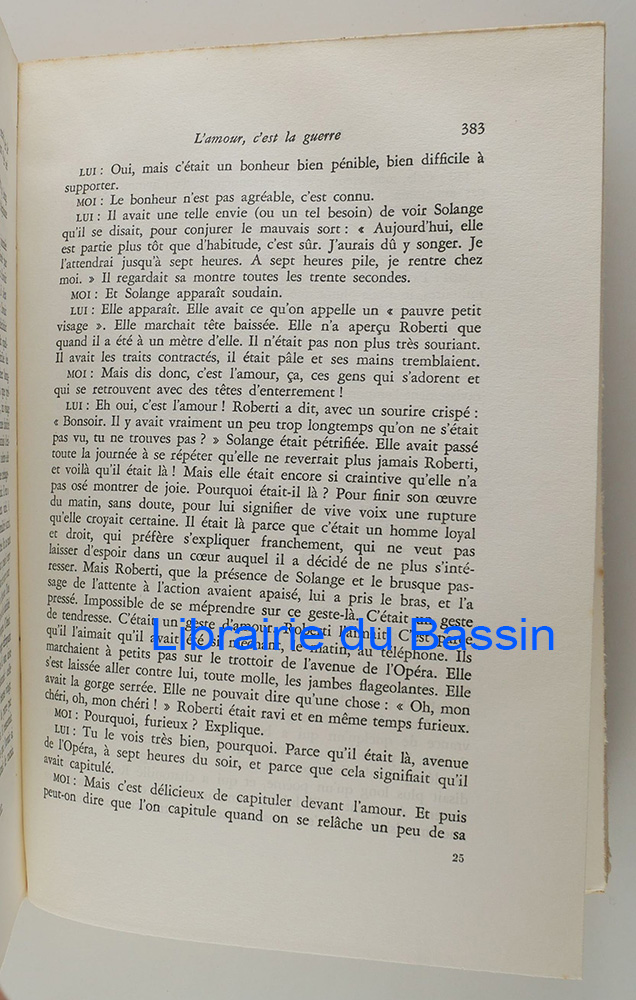 L'amour, c'est la guerre 383
LUI : Oui, mais c'était un bonheur bien pénible, bien difficile à
supporter.
MOI : Le bonheur n'est pas agréable, c'est connu.
LUI : Il avait une telle envie (ou un tel besoin) de voir Solange
qu'il se disait, pour conjurer le mauvais sort : « Aujourd'hui, elle
est partie plus tôt que d'habitude, c'est sûr. J'aurais dû y songer. Je
l'attendrai jusqu'à sept heures. A sept heures pile, je rentre chez
moi. » Il regardait sa montre toutes les trente secondes.
MOI : Et Solange apparaît soudain.
LUI : Elle apparaît. Elle avait ce qu'on appelle un « pauvre petit
visage ». Elle marchait tête baissée. Elle n'a aperçu Roberti que
quand il a été à un mètre d'elle. Il n'était pas non plus très souriant.
Il avait les traits contractés, il était pâle et ses mains tremblaient.
MOI : Mais dis donc, c'est l'amour, ça, ces gens qui s'adorent et
qui se retrouvent avec des têtes d'enterrement !
LUI : Eh oui, c'est l'amour ! Roberti a dit, avec un sourire crispé :
« Bonsoir. Il y avait vraiment un peu trop longtemps qu'on ne s'était
pas vu, tu ne trouves pas ? » Solange était pétrifiée. Elle avait passé
toute la journée à se répéter qu'elle ne reverrait plus jamais Roberti,
et voilà qu'il était là ! Mais elle était encore si craintive qu'elle n'a
pas osé montrer de joie. Pourquoi était-il là ? Pour finir son œuvre
du matin, sans doute, pour lui signifier de vive voix une rupture
qu'elle croyait certaine. Il était là parce que c'était un homme loyal
et droit, qui préfère s'expliquer franchement, qui ne veut pas
laisser d'espoir dans un cœur auquel il a décidé de ne plus s'inté-
resser. Mais Roberti, que la présence de Solange et le brusque pas-
sage de l'attente à l'action avaient apaisé, lui a pris le bras, et l'a
pressé. Impossible de se méprendre sur ce geste-là. C'était un geste
de tendresse. C'était un geste d'amour. Roberti l'aimait. C'est parce
qu'il l'aimait qu'il avait été si méchant, le matin, au téléphone. Ils
marchaient à petits pas sur le trottoir de l'avenue de l'Opéra. Elle
s'est laissée aller contre lui, toute molle, les jambes flageolantes. Elle
avait la gorge serrée. Elle ne pouvait dire qu'une chose : « Oh, mon
chéri, oh, mon chéri ! » Roberti était ravi et en même temps furieux.
MOI : Pourquoi, furieux ? Explique.
LUI : Tu le vois très bien, pourquoi. Parce qu'il était là, avenue
de l'Opéra, à sept heures du soir, et parce que cela signifiait qu'il
avait capitulé.
MOI : Mais c'est délicieux de capituler devant l'amour. Et puis
peut-on dire que l'on capitule quand on se relâche un peu de sa
25
Librairie du Bassin